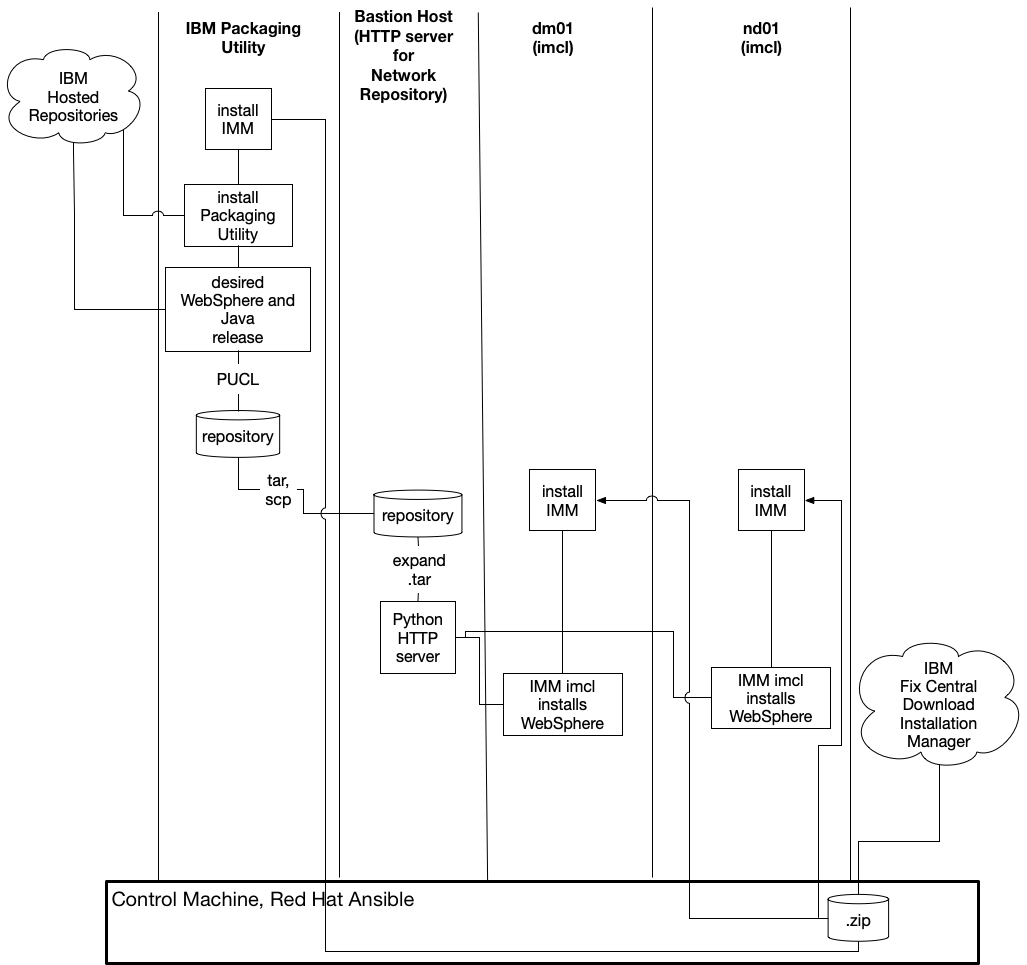 IBM Packaging
Utility
Bastion Host
(HTTP server
for
Network
Repository)
dm01
(imcl)
nd01
(imcl)
IBM
Hosted
Repositories
install
IMM
install
Packaging
Utility
desired
WebSphere and
Java
release
PUCL
repository
tar,
scp
repository
expand
.tar
Python
HTTP
server
install
IMM
IMM imcl
installs
WebSphere
install
IMM
IMM imcl
installs
WebSphere
IBM
Fix Central
Download
Installation
Manager
Control Machine, Red Hat Ansible
.zip